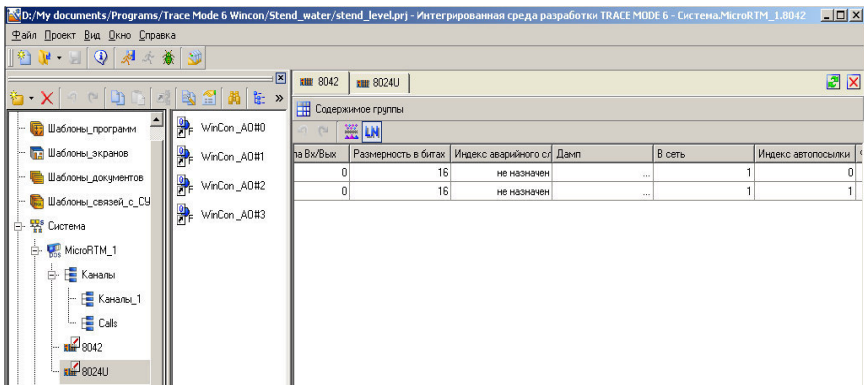 D:/My documents/Programs/Trace Mode 6 Wincon/Stend_water/stend_level.prj - Интегрированная среда разработки TRACE MODE 6 - Система.MicroRTM_1.8042
Файл Проект Вид Окно Справка
8042 8024U
Содержимое группы
Шаблоны_программ
Шаблоны_экранов
Шаблоны_документов
Шаблоны_связей_с_СУ
Система
MicroRTM_1
Каналы
Каналы_1
Calls
8042
8024U
WinCon_AO#0
WinCon_AO#1
WinCon_AO#2
WinCon_AO#3
па Вх/Вых Размерность в битах Индекс аварийного сл Дамп В сеть Индекс автопосылки
0 16 не назначен ... 1 0
0 16 не назначен ... 1 1